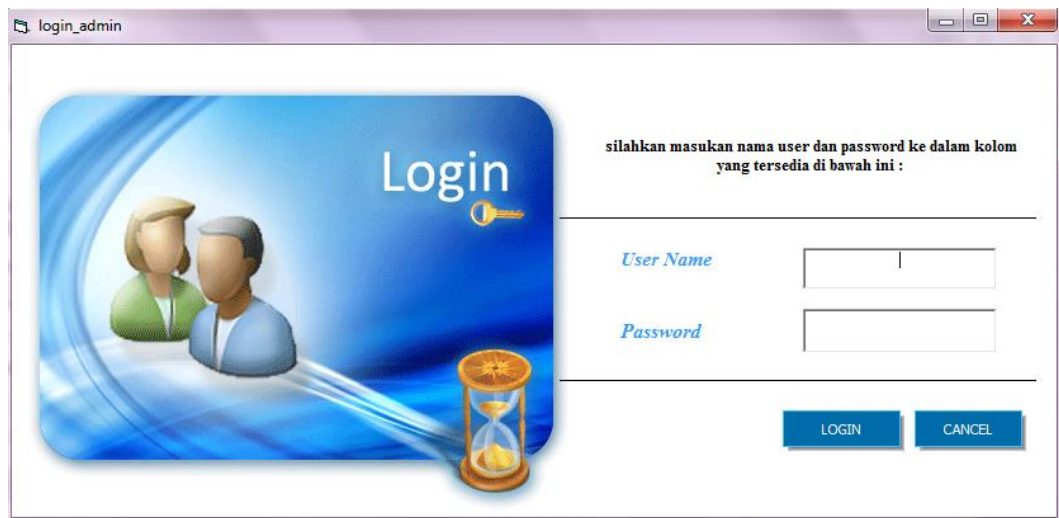 login_admin
Login
silahkan masukan nama user dan password ke dalam kolom
yang tersedia di bawah ini :
User Name
Password
LOGIN CANCEL